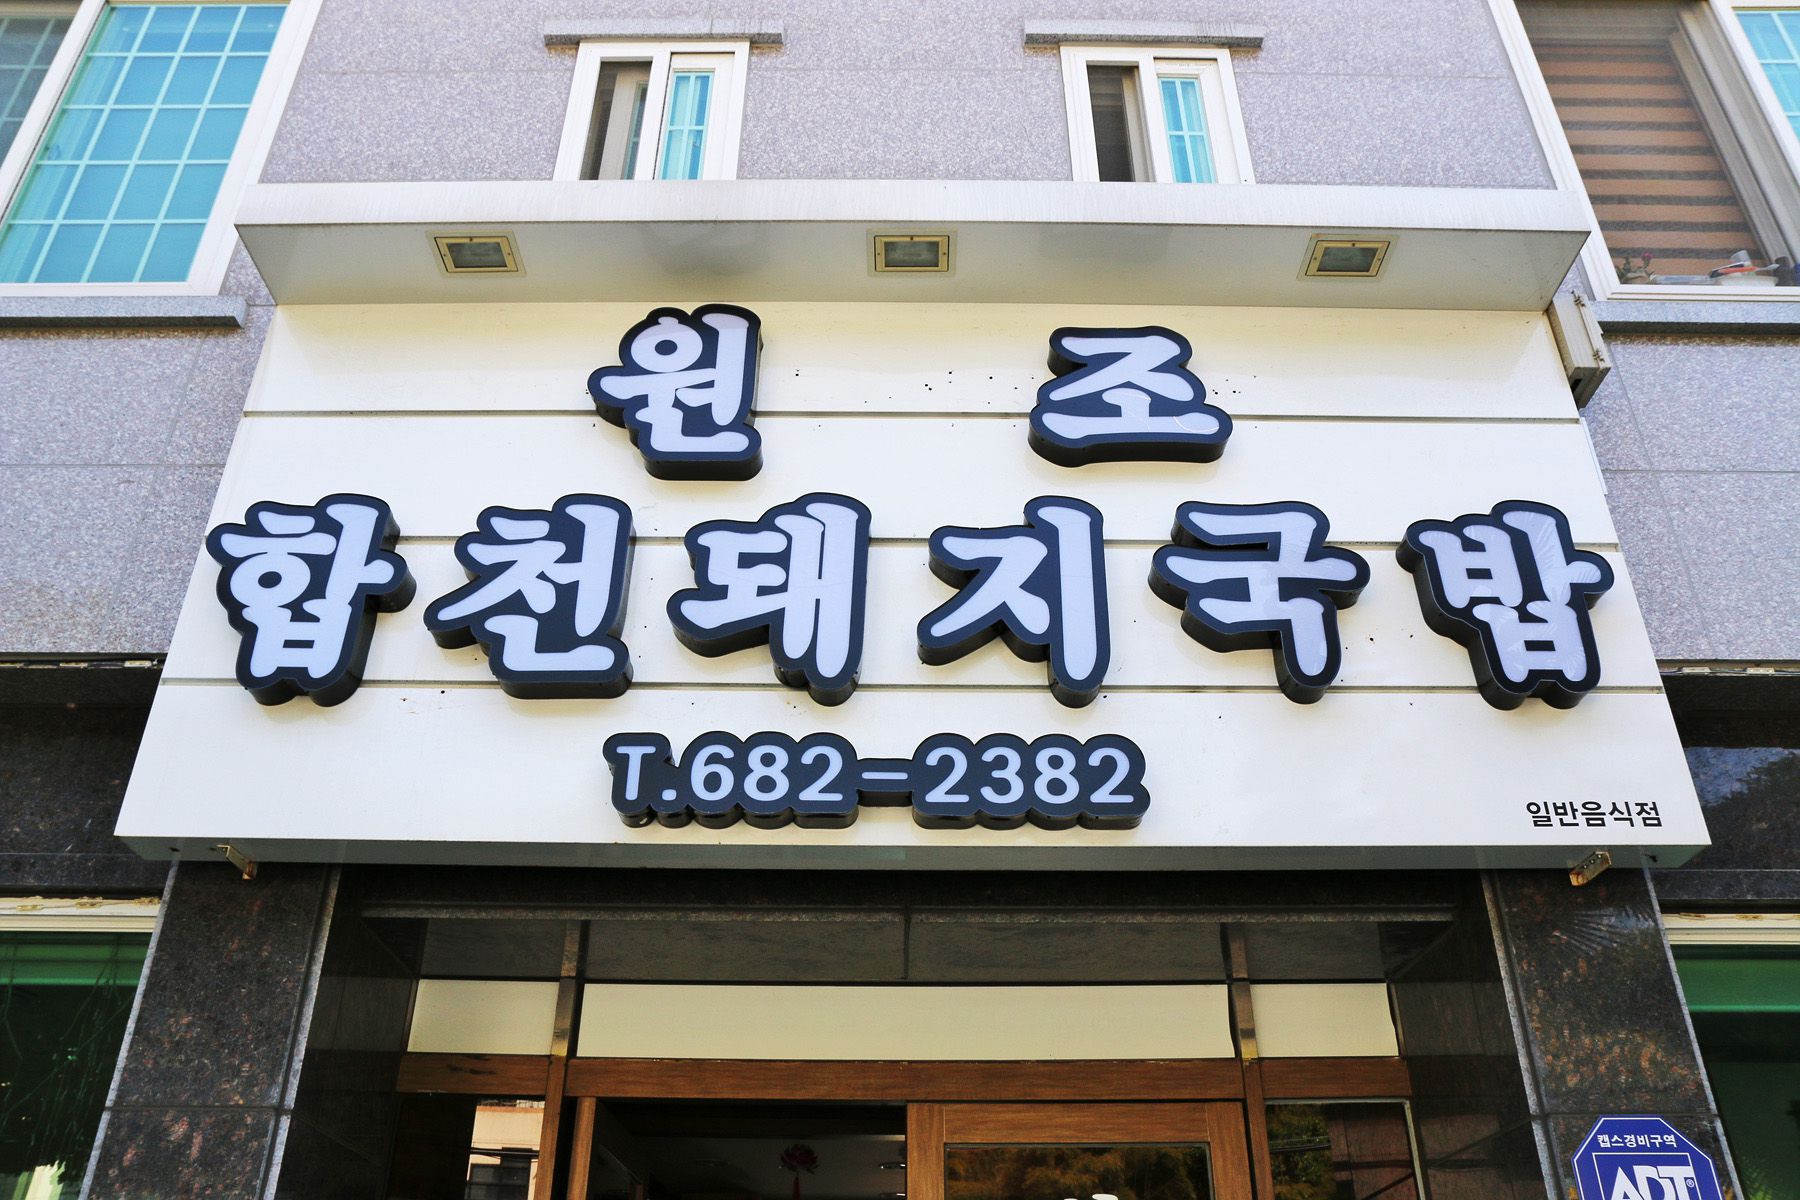 원 조
합천돼지국밥
T.682-2382
일반음식점
캡스경비구역
ADT